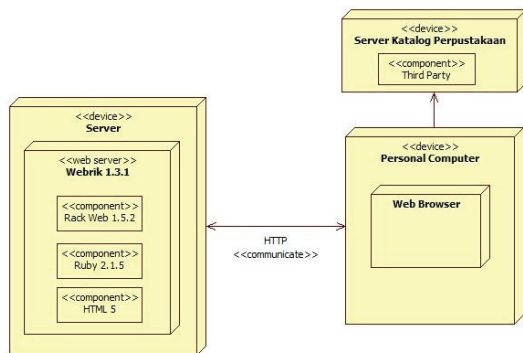 <<device>>
Server Katalog Perpustakaan
<<component>>
Third Party
<<device>>
Server
<<web server>>
Webrik 1.3.1
<<component>>
Rack Web 1.5.2
<<component>>
Ruby 2.1.5
<<component>>
HTML 5
HTTP
<<communicate>>
<<device>>
Personal Computer
Web Browser